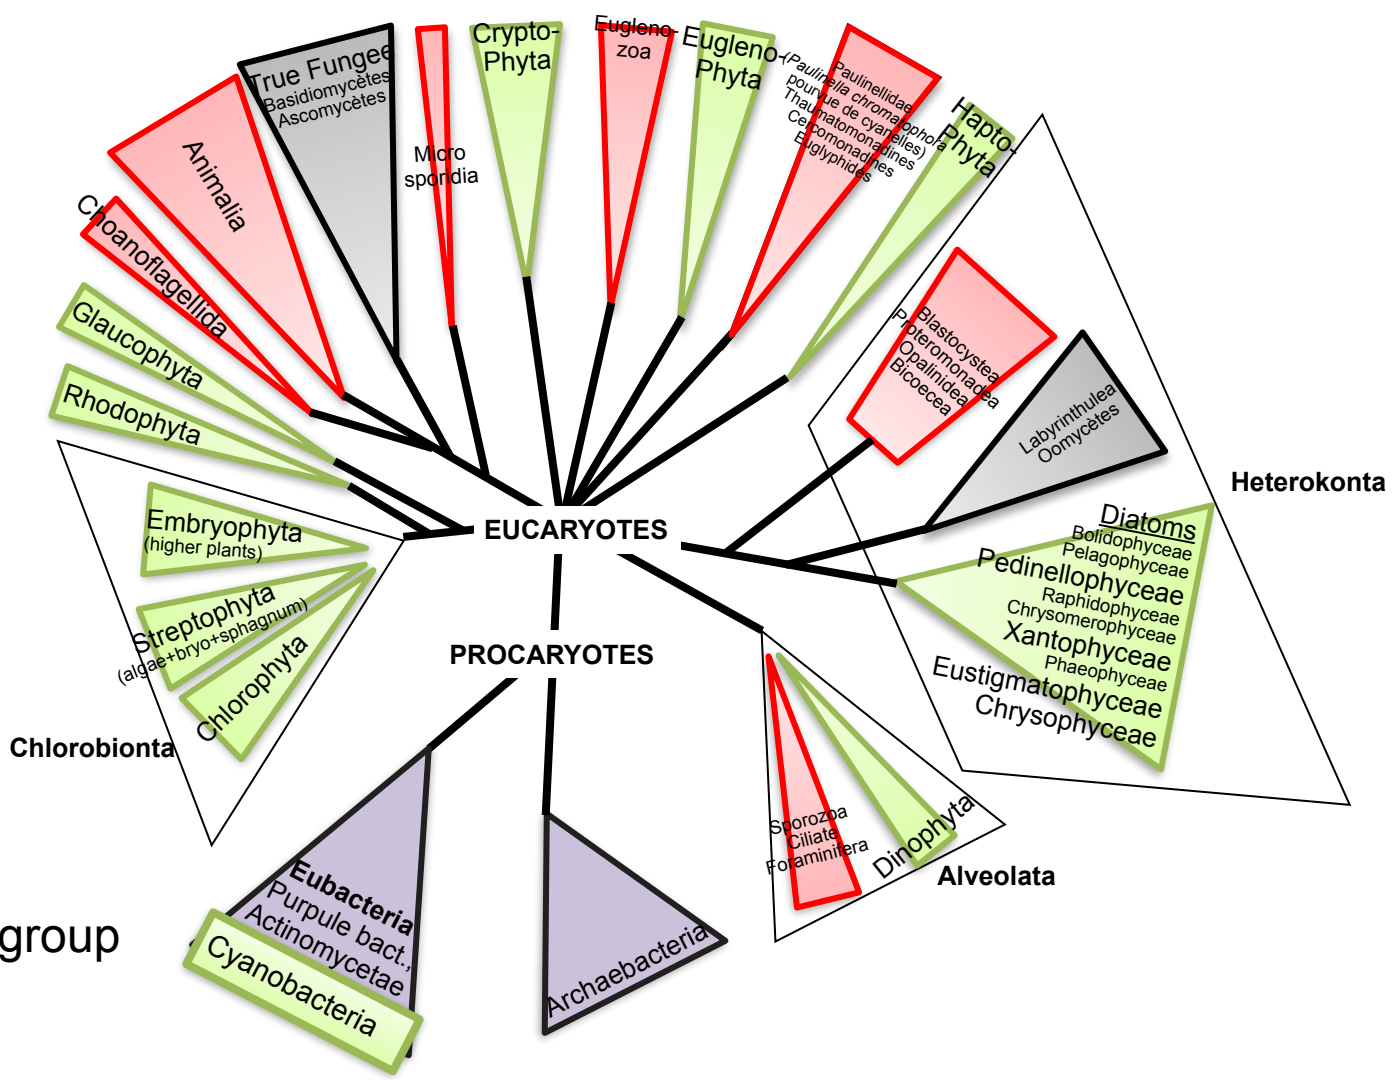 True Fungee
Basidiomycètes
Ascomycètes
Micro
sporidia
Crypto-
Phyta
Eugleno-
zoa
Eugleno-
Phyta
Paulinellidae
(Paulinella chromatophora
pourvue de cyanelles)
Thaumatomonadines
Cercomonadines
Euglyphides
Hapto-
Phyta
Animalia
Choanoflagellida
Glaucophyta
Rhodophyta
Blastocystea
Proteromonadea
Opalinidea
Bicoecea
Labyrinthulea
Oomycètes
Heterokonta
Embryophyta
(higher plants)
Streptophyta
(algae+bryo+sphagnum)
Chlorophyta
Chlorobionta
EUCARYOTES
PROCARYOTES
Diatoms
Bolidophyceae
Pelagophyceae
Pedinellophyceae
Raphidophyceae
Chrysomerophyceae
Xantophyceae
Phaeophyceae
Eustigmatophyceae
Chrysophyceae
Sporozoa
Ciliate
Foraminifera
Dinophyta
Alveolata
group
Eubacteria
Purpule bact.,
Actinomycetae
Cyanobacteria
Archaebacteria